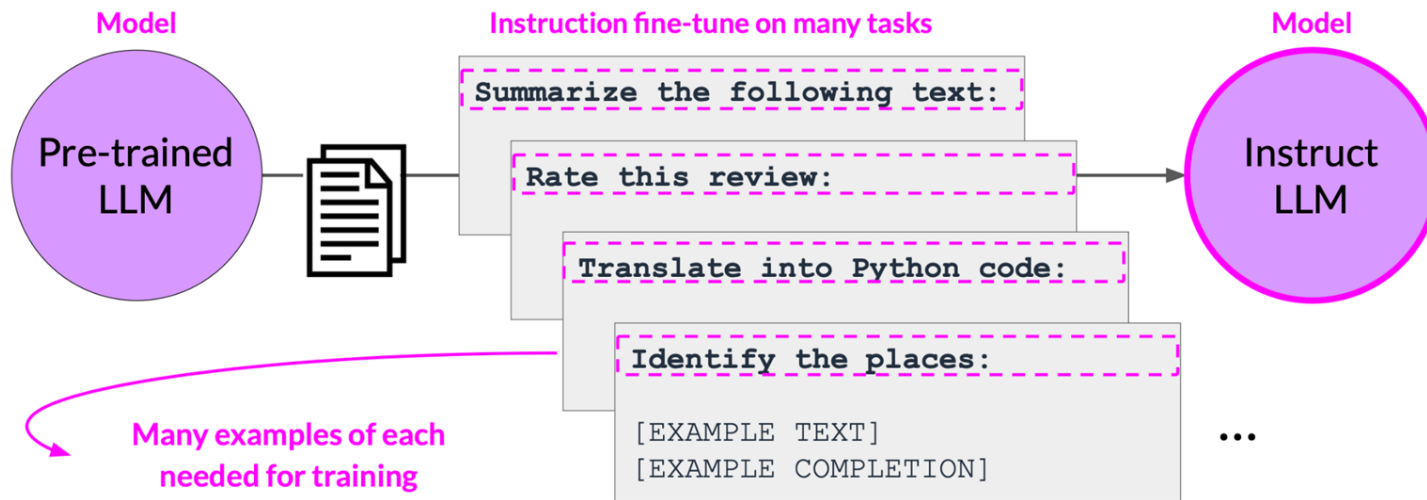 Model
Instruction fine-tune on many tasks
Model
Pre-trained
LLM
Summarize the following text:
Rate this review:
Translate into Python code:
Identify the places:
[EXAMPLE TEXT]
[EXAMPLE COMPLETION]
...
Instruct
LLM
Many examples of each
needed for training